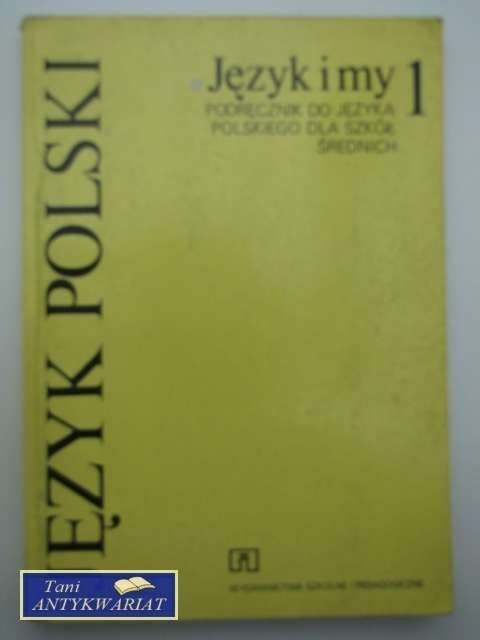 JĘZYK POLSKI
Język i my 1
PODRĘCZNIK DO JĘZYKA
POLSKIEGO DLA SZKÓŁ
ŚREDNICH
WYDAWNICTWA SZKOLNE I PEDAGOGICZNE
Tani
ANTYKWARIAT